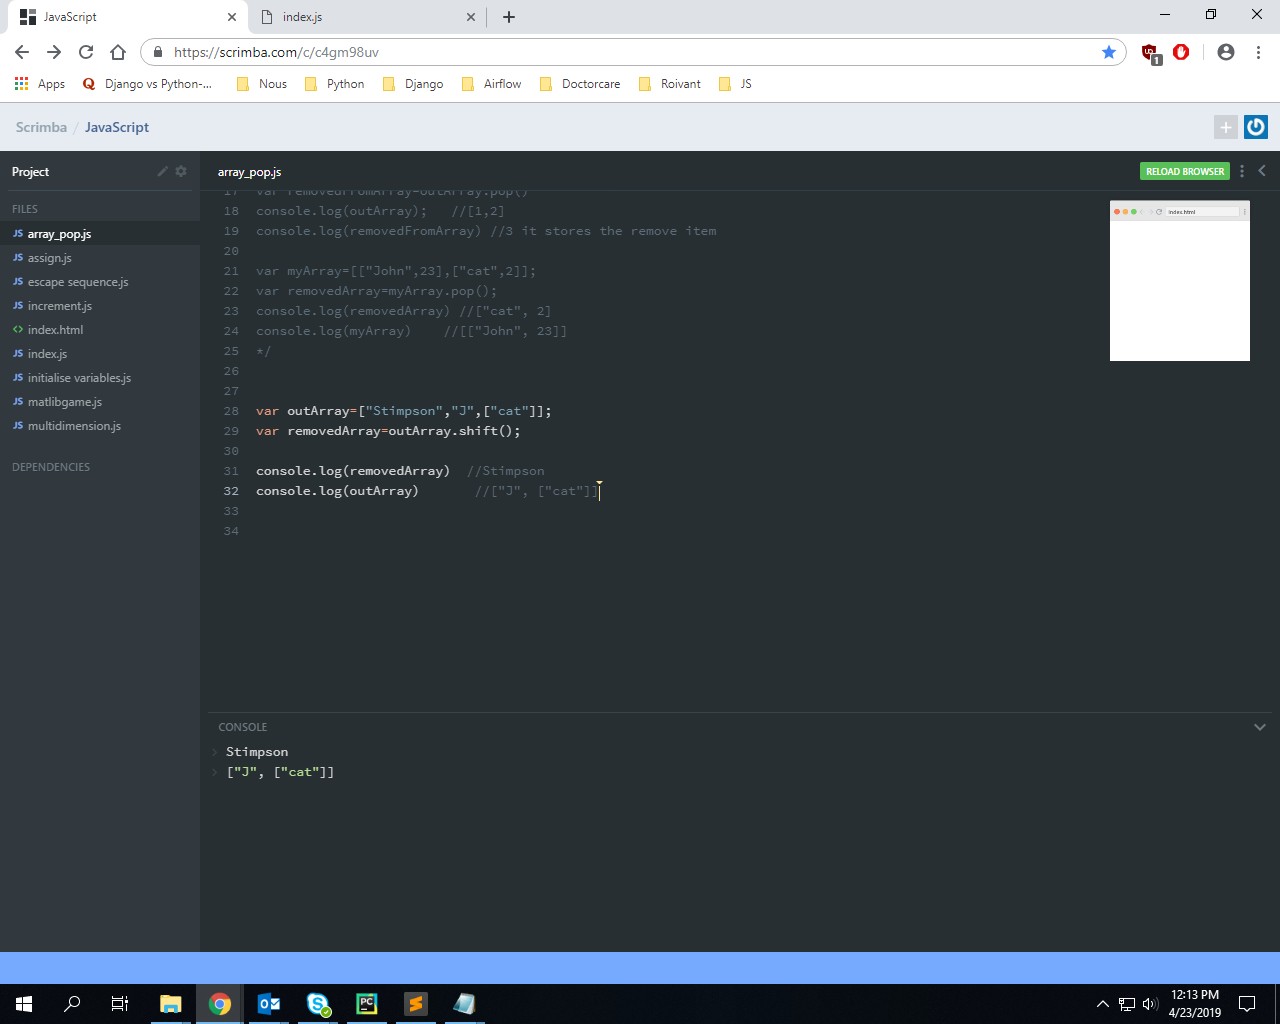 JavaScript
index.js
https://scrimba.com/c/c4gm98uv
1
Apps
Django vs Python-...
Nous
Python
Django
Airflow
Doctorcare
Roivant
JS
Scrimba / JavaScript
Project
array_pop.js
RELOAD BROWSER
FILES
JS array_pop.js
JS assign.js
JS escape sequence.js
JS increment.js
<> index.html
JS index.js
JS initialise variables.js
JS matlibgame.js
JS multidimension.js
DEPENDENCIES
17 var removedFromArray=outArray.pop()
18 console.log(outArray);   //[1,2]
19 console.log(removedFromArray) //3 it stores the remove item
20
21 var myArray=[["John",23],["cat",2]];
22 var removedArray=myArray.pop();
23 console.log(removedArray) //["cat", 2]
24 console.log(myArray)    //[["John", 23]]
25 */
26
27
28 var outArray=["Stimpson","J",["cat"]];
29 var removedArray=outArray.shift();
30
31 console.log(removedArray)  //Stimpson
32 console.log(outArray)       //["J", ["cat"]]
33
34
index.html
CONSOLE
Stimpson
["J", ["cat"]]
12:13 PM
4/23/2019